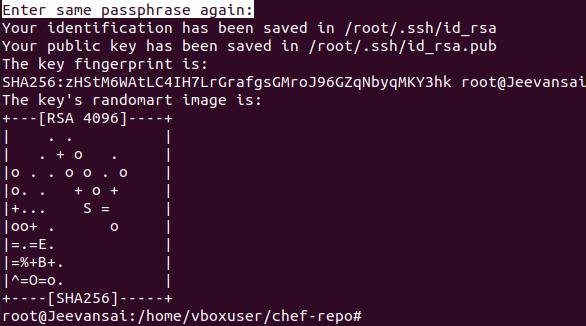 Enter same passphrase again:
Your identification has been saved in /root/.ssh/id_rsa
Your public key has been saved in /root/.ssh/id_rsa.pub
The key fingerprint is:
SHA256:zHStM6WAtLC4IH7LrGrafgsGMroJ96GZqNbyqMKY3hk root@Jeevansai
The key's randomart image is:
+---[RSA 4096]----+
|    . .          |
|   . + o   .     |
|o . . o o . o    |
|o. .   + o +     |
|+...    S =      |
|oo+ .      o     |
|=.=E.            |
|=%+B+.           |
|^=O=o.           |
+----[SHA256]-----+
root@Jeevansai:/home/vboxuser/chef-repo#